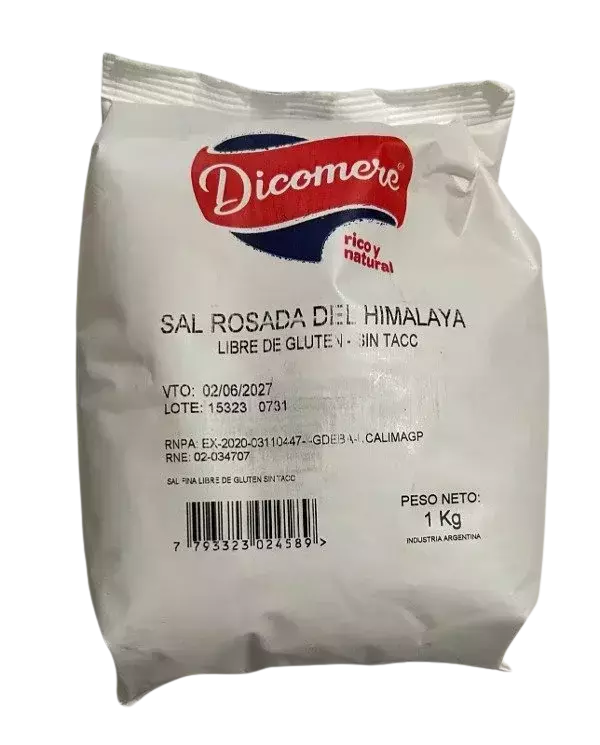 Dicomere®
rico y
natural
SAL ROSADA DEL HIMALAYA
LIBRE DE GLUTEN - SIN TACC
VTO: 02/06/2027
LOTE: 15323 0731
RNPA: EX-2020-03110447- -GDEBA- CALIMAGP
RNE: 02-034707
SAL FINA LIBRE DE GLUTEN SIN TACC
7 793323 024589 >
PESO NETO:
1 Kg
INDUSTRIA ARGENTINA